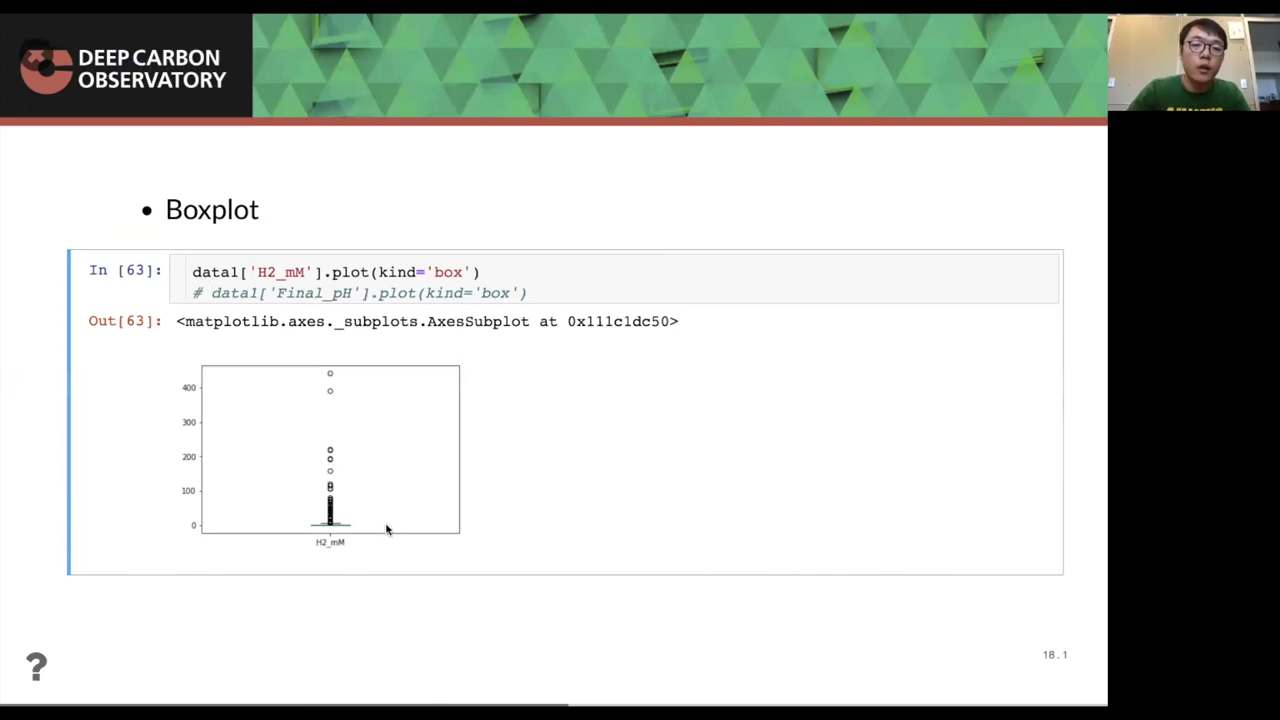 DEEP CARBON
OBSERVATORY
• Boxplot
In [63]:
data1['H2_mM'].plot(kind='box')
# data1['Final_pH'].plot(kind='box')
Out[63]:
<matplotlib.axes._subplots.AxesSubplot at 0x111c1dc50>
400
300
200
100
0
H2_mM
?
18.1